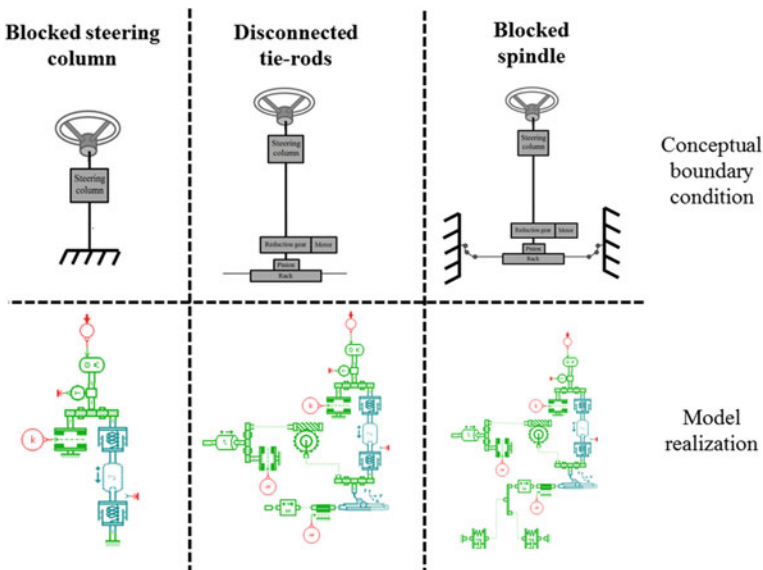 Blocked steering
column
Disconnected
tie-rods
Blocked
spindle
Steering
column
Steering
column
Reduction gear
Motor
Pinion
Rack
Steering
column
Reduction gear
Motor
Pinion
Rack
Conceptual
boundary
condition
k
k
Model
realization